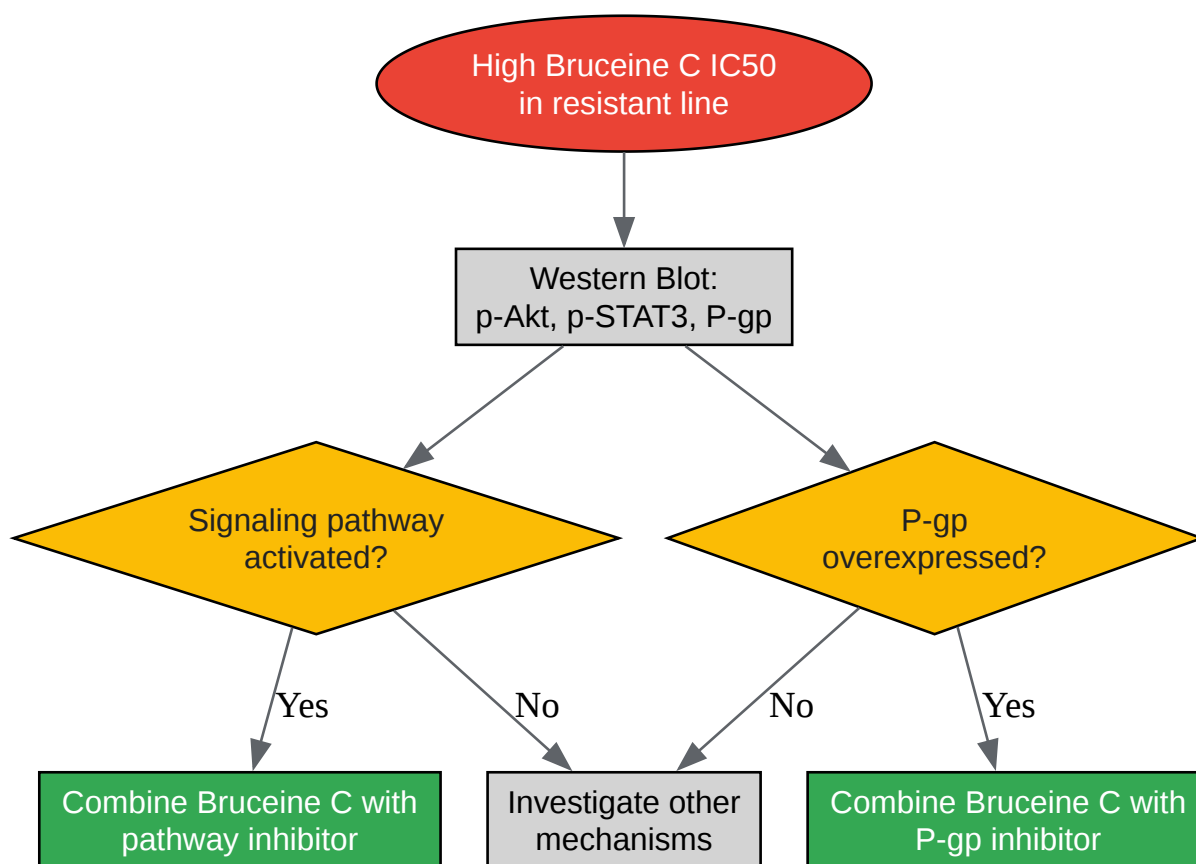 High Bruceine C IC50
in resistant line
Western Blot:
p-Akt, p-STAT3, P-gp
Signaling pathway
activated?
P-gp
overexpressed?
Yes
No
No
Yes
Combine Bruceine C with
pathway inhibitor
Investigate other
mechanisms
Combine Bruceine C with
P-gp inhibitor